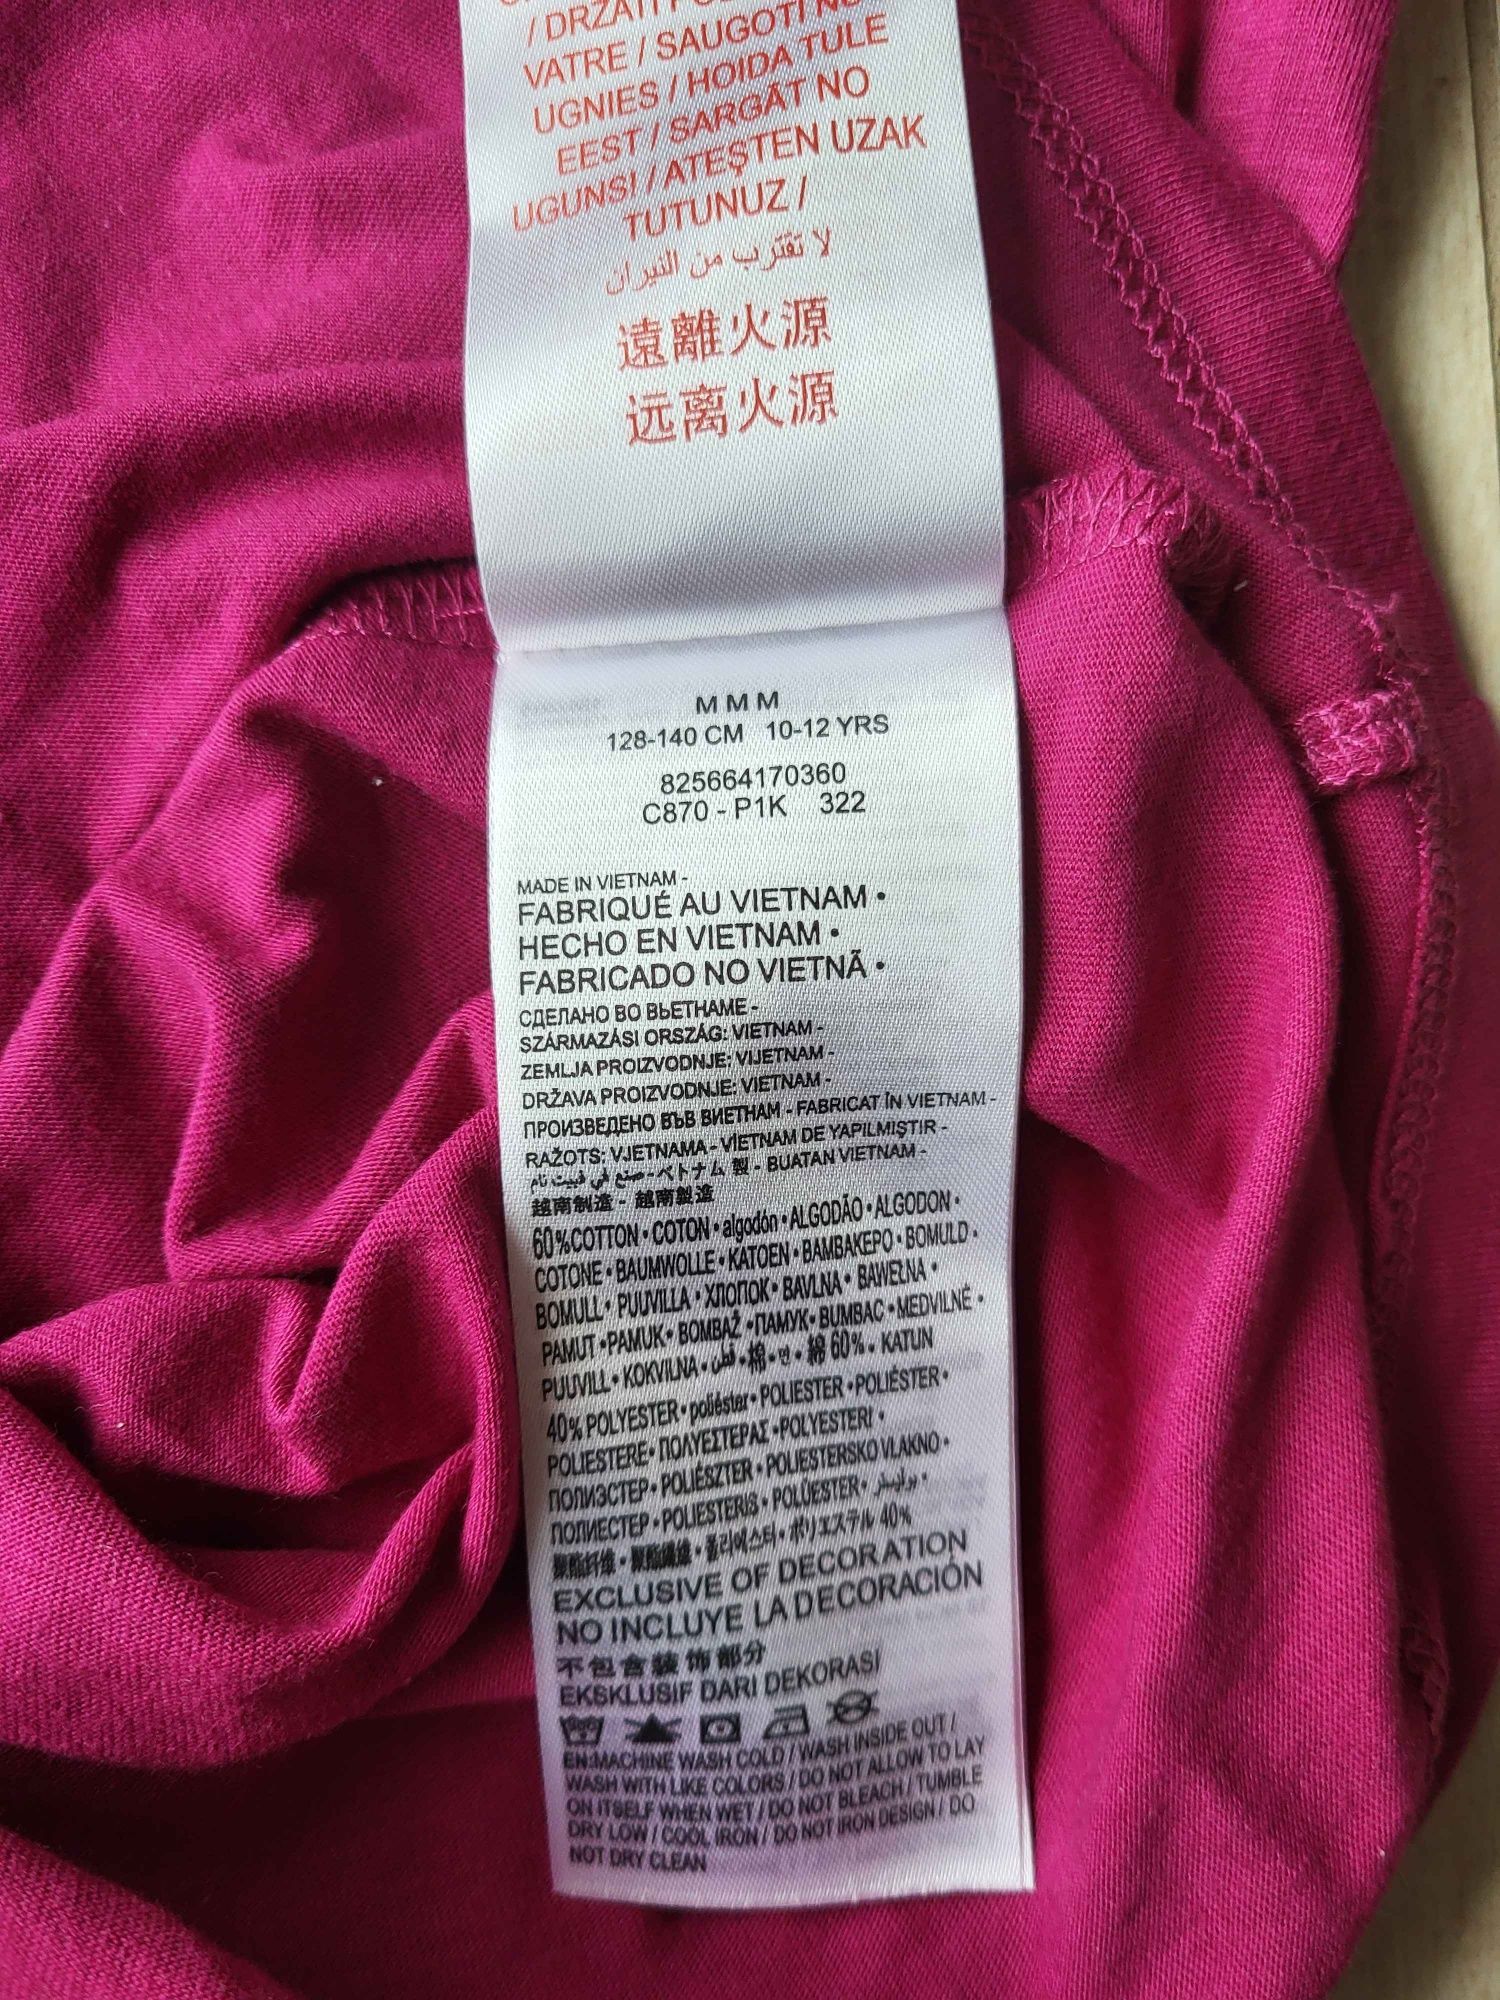 / DRŽATI
VATRE / SAUGOTI NU
UGNIES / HOIDA TULE
EEST / SARGĀT NO
UGUNS! / ATEŞTEN UZAK
TUTUNUZ /
لا تقترب من النيران
遠離火源
远离火源
M M M
128-140 CM 10-12 YRS
825664170360
C870 - P1K 322
MADE IN VIETNAM -
FABRIQUÉ AU VIETNAM •
HECHO EN VIETNAM •
FABRICADO NO VIETNÃ •
СДЕЛАНО ВО ВЬЕТНАМЕ -
SZÁRMAZÁSI ORSZÁG: VIETNAM -
ZEMLJA PROIZVODNJE: VIJETNAM -
DRŽAVA PROIZVODNJE: VIETNAM -
ПРОИЗВЕДЕНО ВЪВ ВИЕТНАМ - FABRICAT ÎN VIETNAM -
RAŽOTS: VJETNAMA - VİETNAM DE YAPILMIŞTIR -
صنع في فييت نام - ベトナム 製 - BUATAN VIETNAM -
越南制造 - 越南製造
60%COTTON • COTON • algodón • ALGODÃO • ALGODON •
COTONE • BAUMWOLLE • KATOEN • ΒΑΜΒΑΚΕΡΟ • BOMULD •
BOMULL • PUUVILLA • ХЛОПОК • BAVLNA • BAWEŁNA •
PAMUT • PAMUK • BOMBAŽ • ПАМУК • BUMBAC • MEDVILNĖ •
PUUVILL • KOKVILNA • قطن • 棉 • 면 • 綿 60% • KATUN
40% POLYESTER • poliéster • POLIESTER • POLIÉSTER •
POLIESTERE • ΠΟΛΥΕΣΤΕΡΑΣ • POLYESTERI •
ПОЛИЭСТЕР • POLIÉSZTER • POLIESTERSKO VLAKNO •
ПОЛИЕСТЕР • POLIESTERIS • POLÜESTER • بوليستر •
聚酯纤维 • 聚酯纖維 • 폴리에스터 • ポリエステル 40%
EXCLUSIVE OF DECORATION
NO INCLUYE LA DECORACIÓN
不包含装饰部分
EKSKLUSIF DARI DEKORASI
EN:MACHINE WASH COLD / WASH INSIDE OUT /
WASH WITH LIKE COLORS / DO NOT ALLOW TO LAY
ON ITSELF WHEN WET / DO NOT BLEACH / TUMBLE
DRY LOW / COOL IRON / DO NOT IRON DESIGN / DO
NOT DRY CLEAN